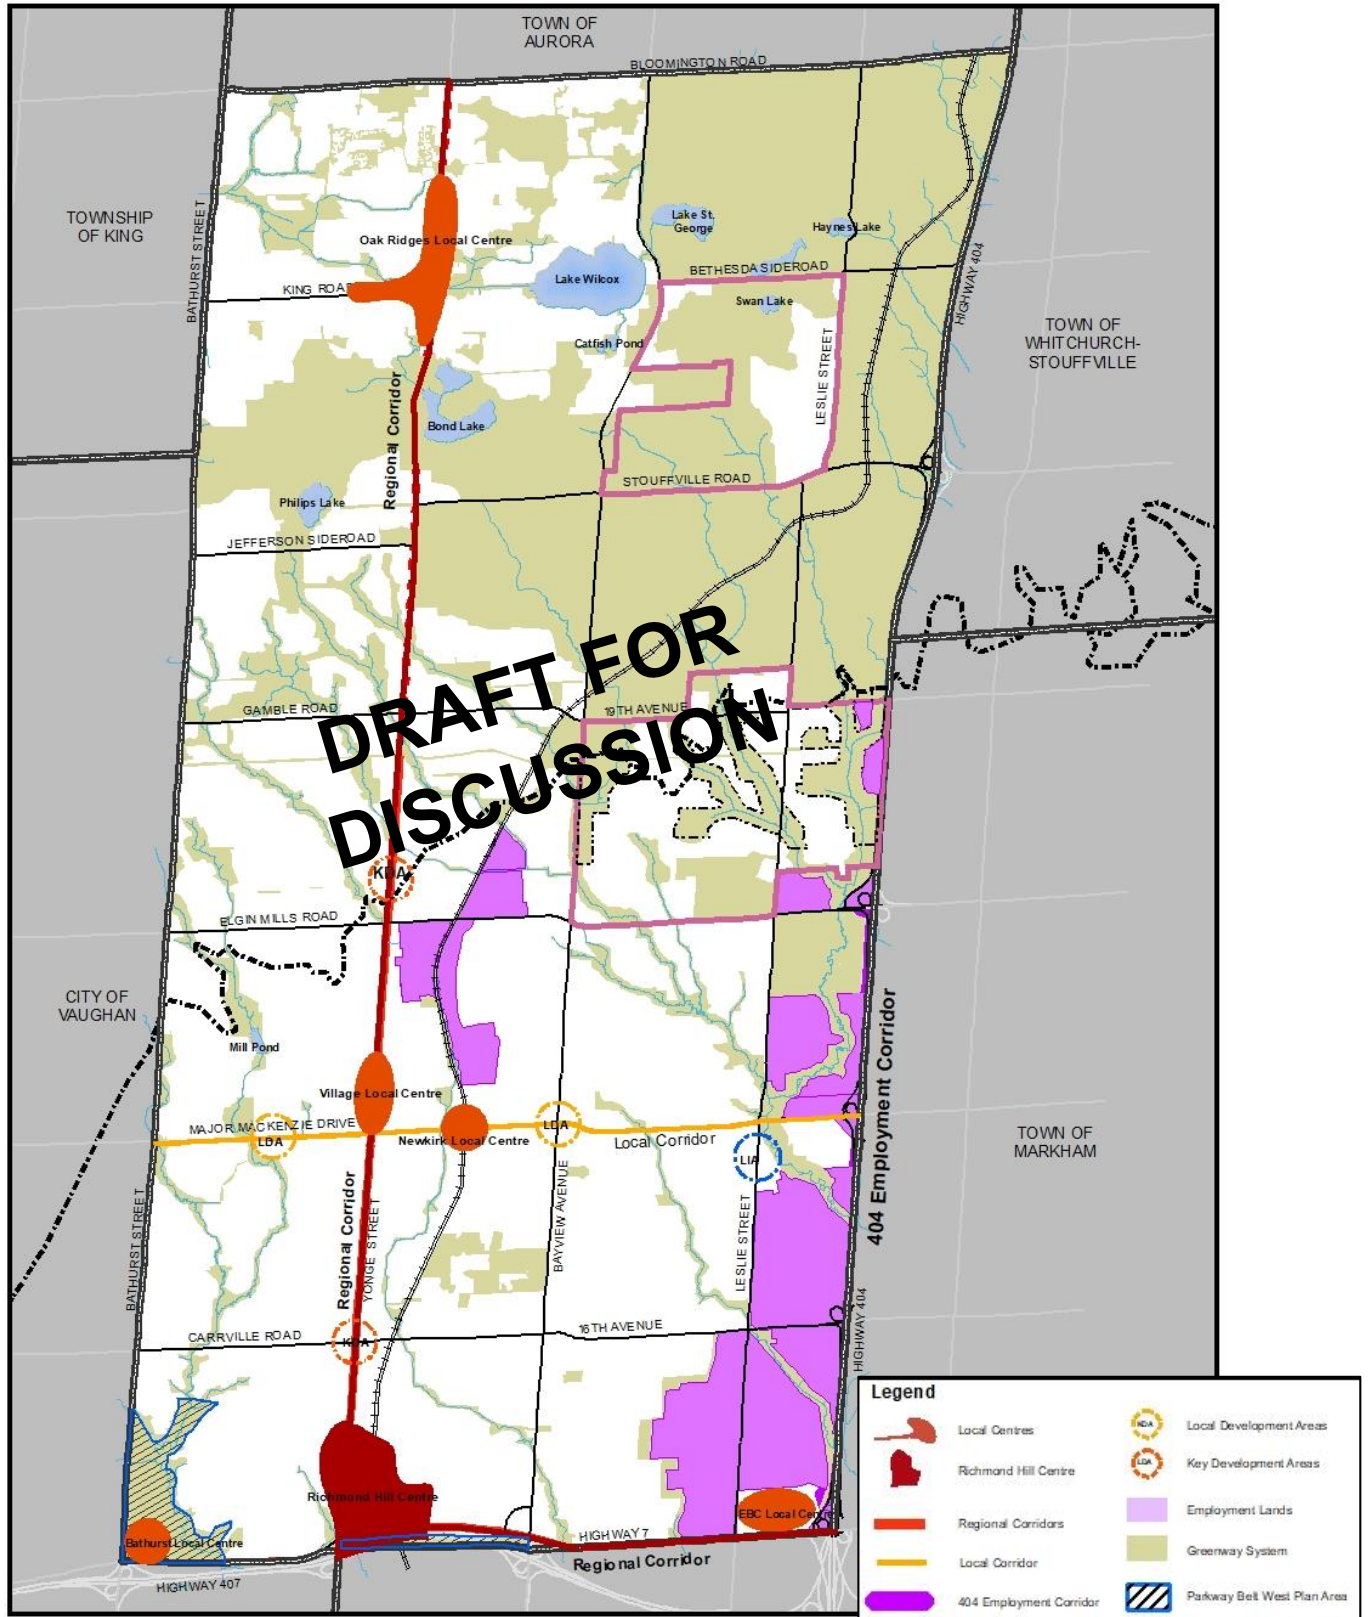 TOWN OF
AURORA
BLOOMINGTON ROAD
TOWNSHIP
OF KING
BATHURST STREET
Lake St.
George
Haynes Lake
Oak Ridges Local Centre
BETHESDA SIDEROAD
HIGHWAY 404
Lake Wilcox
KING ROAD
Swan Lake
TOWN OF
WHITCHURCH-
STOUFFVILLE
Catfish Pond
LESLIE STREET
Regional Corridor
Bond Lake
STOUFFVILLE ROAD
Philips Lake
JEFFERSON SIDEROAD
DRAFT FOR
DISCUSSION
GAMBLE ROAD
19TH AVENUE
KDA
ELGIN MILLS ROAD
CITY OF
VAUGHAN
Mill Pond
404 Employment Corridor
Village Local Centre
MAJOR MACKENZIE DRIVE
LDA
Newkirk Local Centre
LDA
Local Corridor
TOWN OF
MARKHAM
LIA
BATHURST STREET
Regional Corridor
YONGE STREET
BAYVIEW AVENUE
LESLIE STREET
CARRVILLE ROAD
KDA
16TH AVENUE
HIGHWAY 404
Richmond Hill Centre
EBC Local Centre
Bathurst Local Centre
HIGHWAY 7
Regional Corridor
HIGHWAY 407
Legend
Local Centres
Richmond Hill Centre
Regional Corridors
Local Corridor
404 Employment Corridor
KDA
Local Development Areas
LDA
Key Development Areas
Employment Lands
Greenway System
Parkway Belt West Plan Area